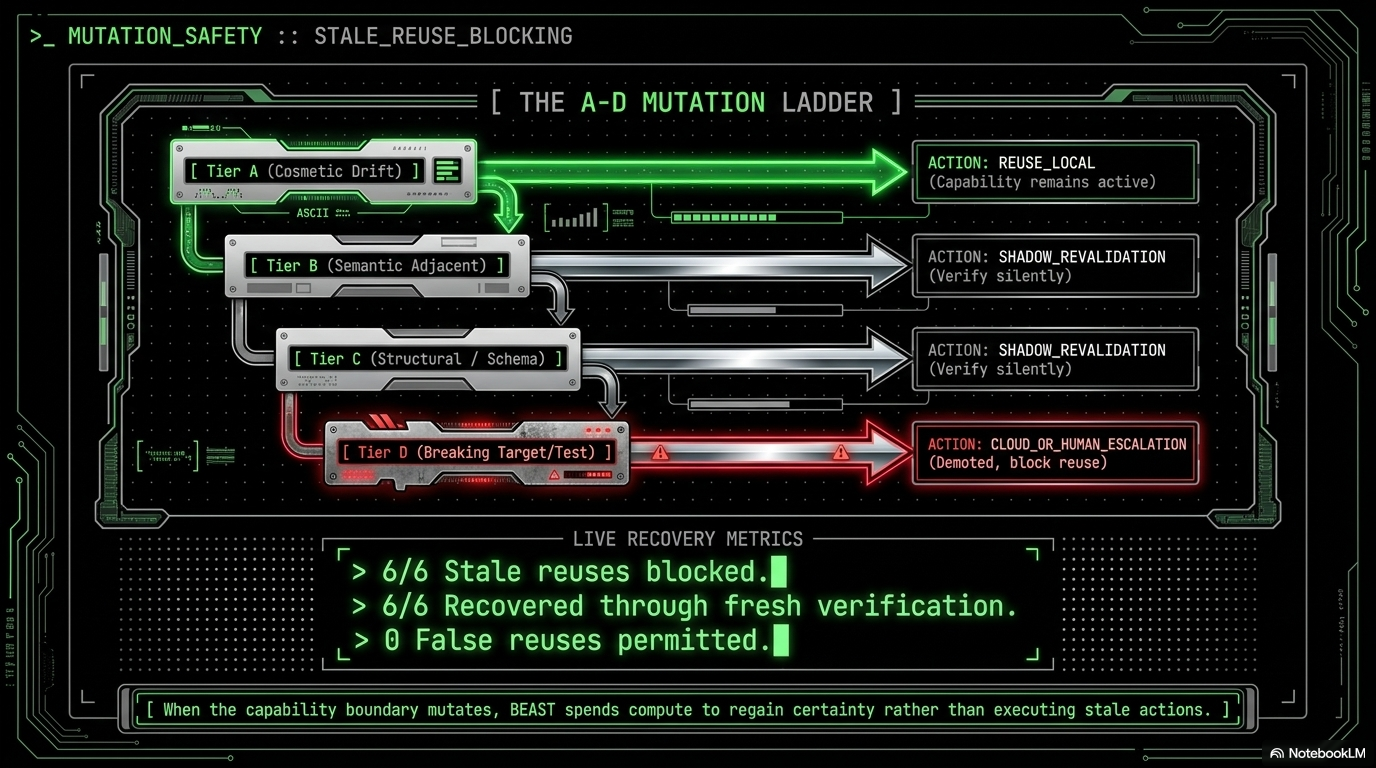 >_ MUTATION_SAFETY :: STALE_REUSE_BLOCKING
[ THE A-D MUTATION LADDER ]
[ Tier A (Cosmetic Drift) ]
ACTION: REUSE_LOCAL
(Capability remains active)
ASCII
[ Tier B (Semantic Adjacent) ]
ACTION: SHADOW_REVALIDATION
(Verify silently)
[ Tier C (Structural / Schema) ]
ACTION: SHADOW_REVALIDATION
(Verify silently)
[ Tier D (Breaking Target/Test) ]
ACTION: CLOUD_OR_HUMAN_ESCALATION
(Demoted, block reuse)
LIVE RECOVERY METRICS
> 6/6 Stale reuses blocked.
> 6/6 Recovered through fresh verification.
> 0 False reuses permitted.
[ When the capability boundary mutates, BEAST spends compute to regain certainty rather than executing stale actions. ]
NotebookLM